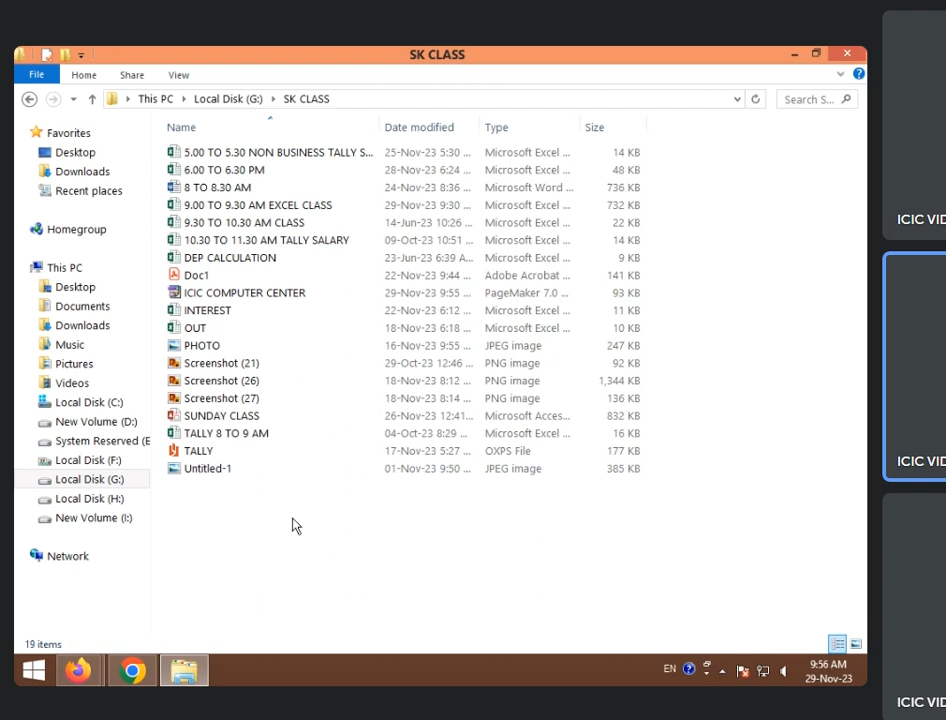 SK CLASS
File Home Share View
This PC Local Disk (G:) SK CLASS
Search S...
Name Date modified Type Size
Favorites
Desktop
Downloads
Recent places
Homegroup
This PC
Desktop
Documents
Downloads
Music
Pictures
Videos
Local Disk (C:)
New Volume (D:)
System Reserved (E
Local Disk (F:)
Local Disk (G:)
Local Disk (H:)
New Volume (I:)
Network
5.00 TO 5.30 NON BUSINESS TALLY S... 25-Nov-23 5:30 ... Microsoft Excel ... 14 KB
6.00 TO 6.30 PM 28-Nov-23 6:24 ... Microsoft Excel ... 48 KB
8 TO 8.30 AM 24-Nov-23 8:36 ... Microsoft Word ... 736 KB
9.00 TO 9.30 AM EXCEL CLASS 29-Nov-23 9:30 ... Microsoft Excel ... 732 KB
9.30 TO 10.30 AM CLASS 14-Jun-23 10:26 ... Microsoft Excel ... 22 KB
10.30 TO 11.30 AM TALLY SALARY 09-Oct-23 10:51 ... Microsoft Excel ... 14 KB
DEP CALCULATION 23-Jun-23 6:39 A... Microsoft Excel ... 9 KB
Doc1 22-Nov-23 9:44 ... Adobe Acrobat ... 141 KB
ICIC COMPUTER CENTER 29-Nov-23 9:55 ... PageMaker 7.0 ... 93 KB
INTEREST 22-Nov-23 6:12 ... Microsoft Excel ... 11 KB
OUT 18-Nov-23 6:18 ... Microsoft Excel ... 10 KB
PHOTO 16-Nov-23 9:55 ... JPEG image 247 KB
Screenshot (21) 29-Oct-23 12:46 ... PNG image 92 KB
Screenshot (26) 18-Nov-23 8:12 ... PNG image 1,344 KB
Screenshot (27) 18-Nov-23 8:14 ... PNG image 136 KB
SUNDAY CLASS 26-Nov-23 12:41... Microsoft Acces... 832 KB
TALLY 8 TO 9 AM 04-Oct-23 8:29 ... Microsoft Excel ... 16 KB
TALLY 17-Nov-23 5:27 ... OXPS File 177 KB
Untitled-1 01-Nov-23 9:50 ... JPEG image 385 KB
19 items
EN
9:56 AM
29-Nov-23
ICIC VID
ICIC VID
ICIC VID